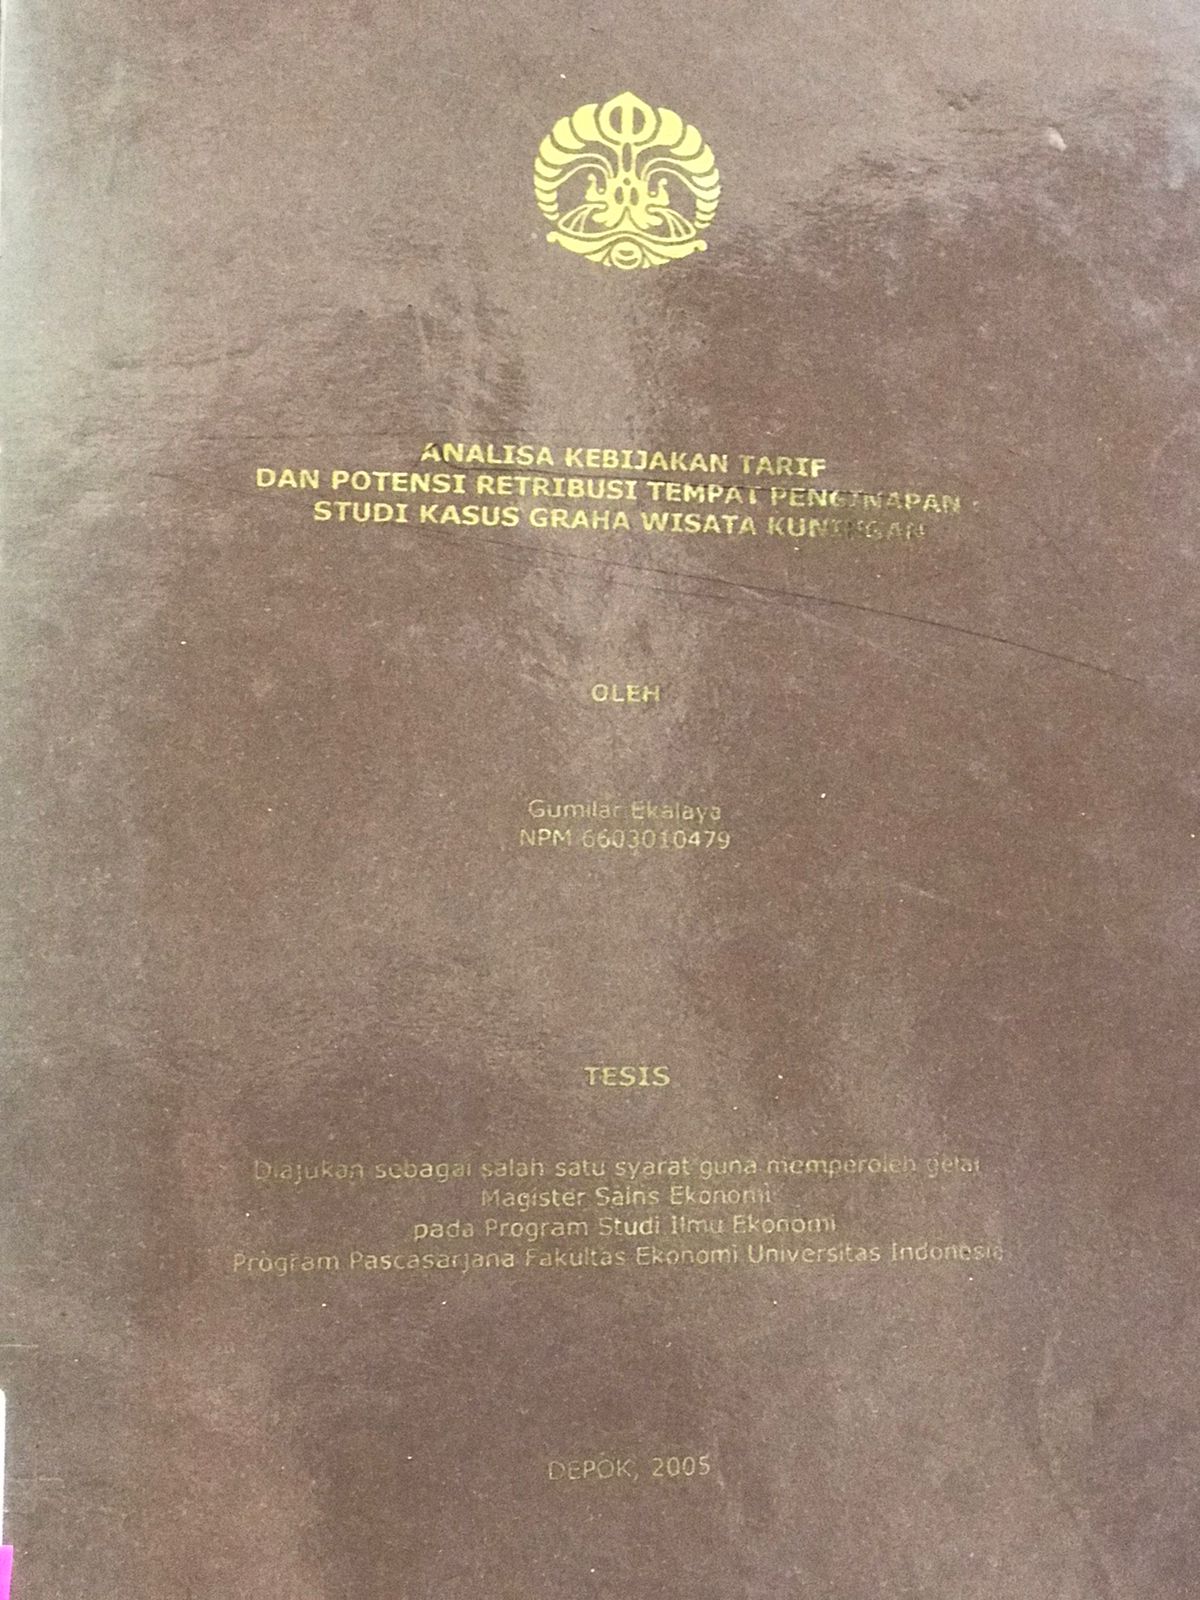 ANALISA KEBIJAKAN TARIF
DAN POTENSI RETRIBUSI TEMPAT PENGINAPAN :
STUDI KASUS GRAHA WISATA KUNINGAN
OLEH
Gumilar Ekalaya
NPM 6603010479
TESIS
Diajukan sebagai salah satu syarat guna memperoleh gelar
Magister Sains Ekonomi
pada Program Studi Ilmu Ekonomi
Program Pascasarjana Fakultas Ekonomi Universitas Indonesia
DEPOK, 2005